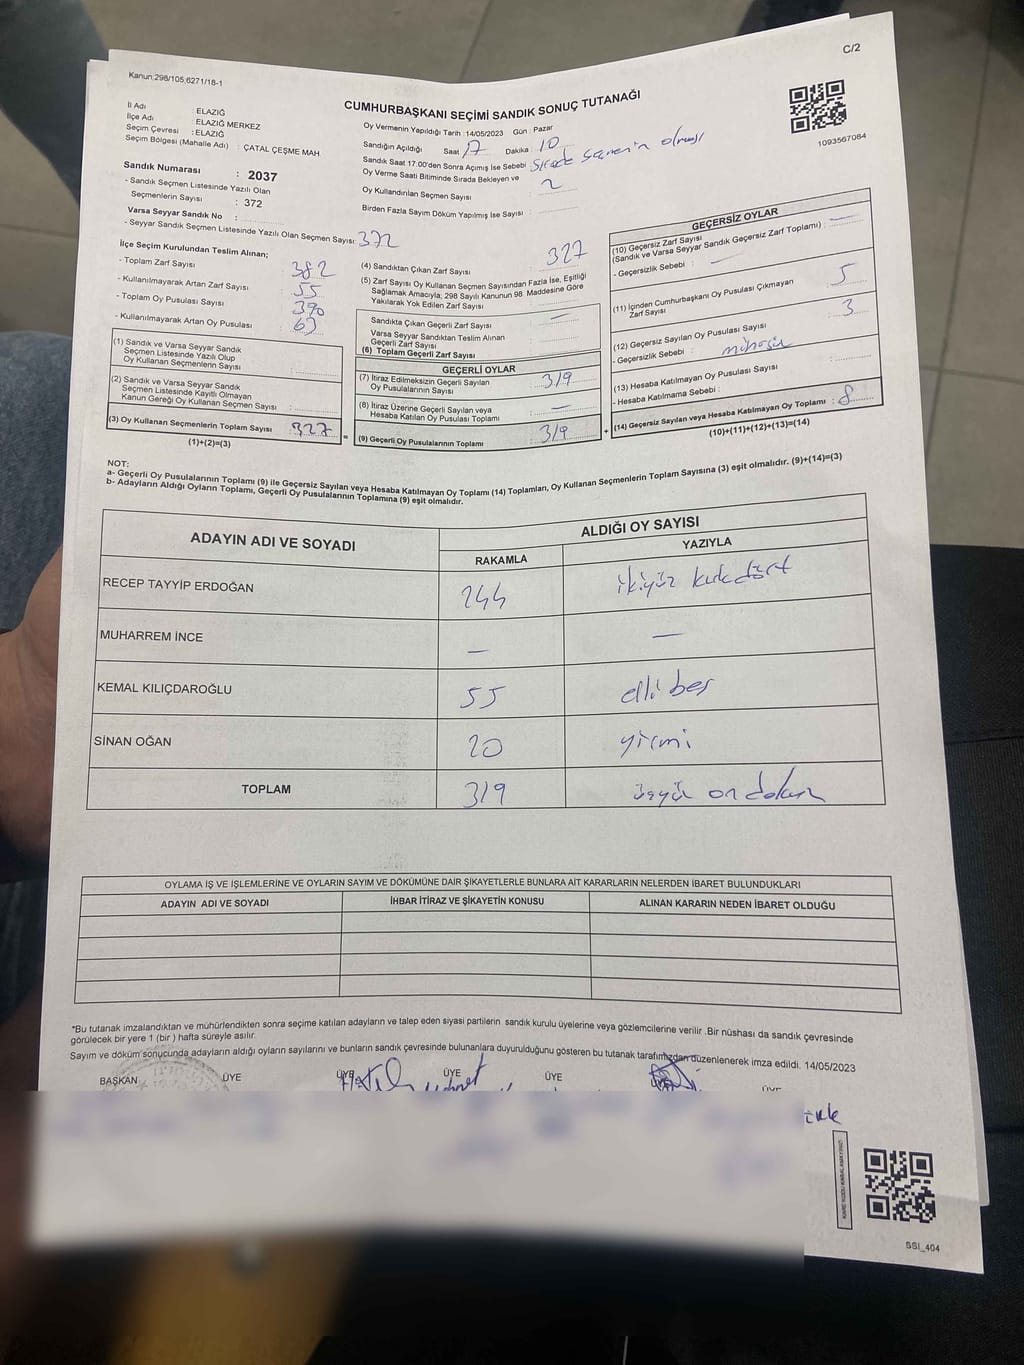 C/2
Kanun:298/105;6271/18-1
CUMHURBAŞKANI SEÇİMİ SANDIK SONUÇ TUTANAĞI
1093567084
İl Adı : ELAZIĞ
İlçe Adı : ELAZIĞ MERKEZ
Seçim Çevresi : ELAZIĞ
Seçim Bölgesi (Mahalle Adı) : ÇATAL ÇEŞME MAH
Sandık Numarası : 2037
- Sandık Seçmen Listesinde Yazılı Olan
Seçmenlerin Sayısı : 372
Varsa Seyyar Sandık No :
- Seyyar Sandık Seçmen Listesinde Yazılı Olan Seçmen Sayısı: 372
Oy Vermenin Yapıldığı Tarih :14/05/2023 Gün : Pazar
Sandığın Açıldığı Saat 17 Dakika 10
Sandık Saat 17.00'den Sonra Açımış İse Sebebi : Sırada seçmenin olması
Oy Verme Saati Bitiminde Sırada Bekleyen ve
Oy Kullandırılan Seçmen Sayısı 2
Birden Fazla Sayım Döküm Yapılmış İse Sayısı :
İlçe Seçim Kurulundan Teslim Alınan;
- Toplam Zarf Sayısı 382
- Kullanılmayarak Artan Zarf Sayısı 55
- Toplam Oy Pusulası Sayısı 390
- Kullanılmayarak Artan Oy Pusulası 63
(1) Sandık ve Varsa Seyyar Sandık
Seçmen Listesinde Yazılı Olup
Oy Kullanan Seçmenlerin Sayısı :
(2) Sandık ve Varsa Seyyar Sandık
Seçmen Listesinde Kayıtlı Olmayan
Kanun Gereği Oy Kullanan Seçmen Sayısı :
(3) Oy Kullanan Seçmenlerin Toplam Sayısı : 327
(1)+(2)=(3)
(4) Sandıktan Çıkan Zarf Sayısı 327
(5) Zarf Sayısı Oy Kullanan Seçmen Sayısından Fazla İse, Eşitliği
Sağlamak Amacıyla; 298 Sayılı Kanunun 98. Maddesine Göre
Yakılarak Yok Edilen Zarf Sayısı
Sandıkta Çıkan Geçerli Zarf Sayısı —
Varsa Seyyar Sandıktan Teslim Alınan
Geçerli Zarf Sayısı
(6) Toplam Geçerli Zarf Sayısı
GEÇERLİ OYLAR
(7) İtiraz Edilmeksizin Geçerli Sayılan
Oy Pusulalarının Sayısı 319
(8) İtiraz Üzerine Geçerli Sayılan veya
Hesaba Katılan Oy Pusulası Toplamı —
= (9) Geçerli Oy Pusulalarının Toplamı 319 +
GEÇERSİZ OYLAR
(10) Geçersiz Zarf Sayısı
(Sandık ve Varsa Seyyar Sandık Geçersiz Zarf Toplamı) : —
- Geçersizlik Sebebi : —
(11) İçinden Cumhurbaşkanı Oy Pusulası Çıkmayan
Zarf Sayısı 5
(12) Geçersiz Sayılan Oy Pusulası Sayısı 3
- Geçersizlik Sebebi : mühürsüz
(13) Hesaba Katılmayan Oy Pusulası Sayısı
- Hesaba Katılmama Sebebi :
(14) Geçersiz Sayılan veya Hesaba Katılmayan Oy Toplamı : 8
(10)+(11)+(12)+(13)=(14)
NOT:
a- Geçerli Oy Pusulalarının Toplamı (9) ile Geçersiz Sayılan veya Hesaba Katılmayan Oy Toplamı (14) Toplamları, Oy Kullanan Seçmenlerin Toplam Sayısına (3) eşit olmalıdır. (9)+(14)=(3)
b- Adayların Aldığı Oyların Toplamı, Geçerli Oy Pusulalarının Toplamına (9) eşit olmalıdır.
ADAYIN ADI VE SOYADI ALDIĞI OY SAYISI
RAKAMLA YAZIYLA
RECEP TAYYİP ERDOĞAN 244 ikiyüz kırkdört
MUHARREM İNCE — —
KEMAL KILIÇDAROĞLU 55 elli beş
SİNAN OĞAN 20 yirmi
TOPLAM 319 üçyüz on dokuz
OYLAMA İŞ VE İŞLEMLERİNE VE OYLARIN SAYIM VE DÖKÜMÜNE DAİR ŞİKAYETLERLE BUNLARA AİT KARARLARIN NELERDEN İBARET BULUNDUKLARI
ADAYIN ADI VE SOYADI İHBAR İTİRAZ VE ŞİKAYETİN KONUSU ALINAN KARARIN NEDEN İBARET OLDUĞU
*Bu tutanak imzalandıktan ve mühürlendikten sonra seçime katılan adayların ve talep eden siyasi partilerin sandık kurulu üyelerine veya gözlemcilerine verilir .Bir nüshası da sandık çevresinde
görülecek bir yere 1 (bir ) hafta süreyle asılır.
Sayım ve döküm sonucunda adayların aldığı oyların sayılarını ve bunların sandık çevresinde bulunanlara duyurulduğunu gösteren bu tutanak tarafımızdan düzenlenerek imza edildi. 14/05/2023
BAŞKAN ÜYE ÜYE ÜYE ÜYE ÜYE ÜYE
SSI_404